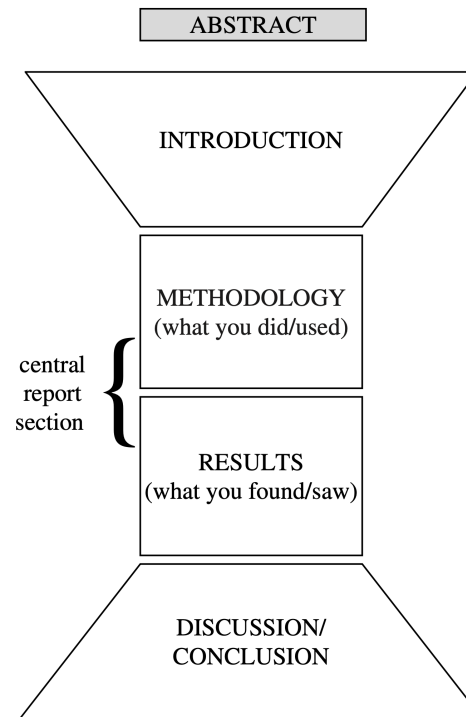 ABSTRACT
INTRODUCTION
METHODOLOGY
(what you did/used)
central
report
section
RESULTS
(what you found/saw)
DISCUSSION/
CONCLUSION